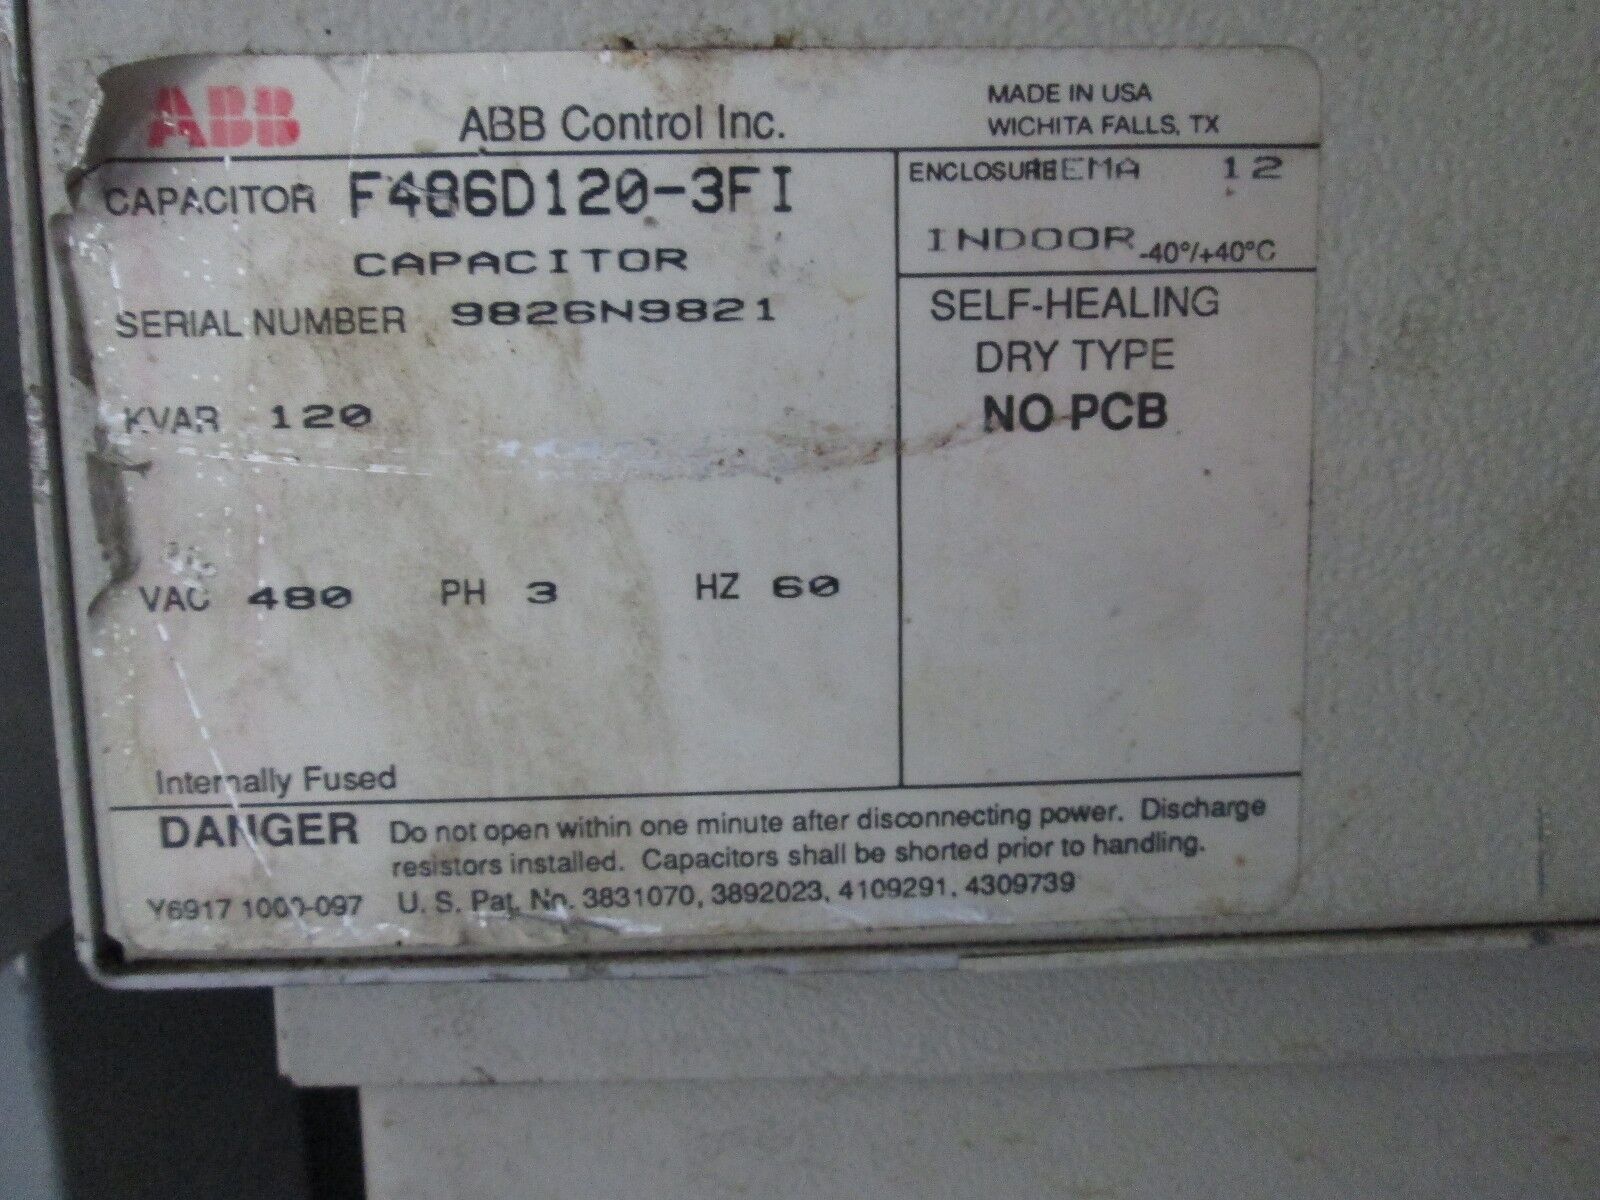 ABB
ABB Control Inc.
MADE IN USA
WICHITA FALLS, TX
CAPACITOR F486D120-3FI
CAPACITOR
SERIAL NUMBER 9826N9821
KVAR 120
VAC 480 PH 3 HZ 60
Internally Fused
ENCLOSURE NEMA 12
INDOOR -40°/+40°C
SELF-HEALING
DRY TYPE
NO PCB
DANGER Do not open within one minute after disconnecting power. Discharge
resistors installed. Capacitors shall be shorted prior to handling.
Y6917 1000-097 U. S. Pat. No. 3831070, 3892023, 4109291, 4309739